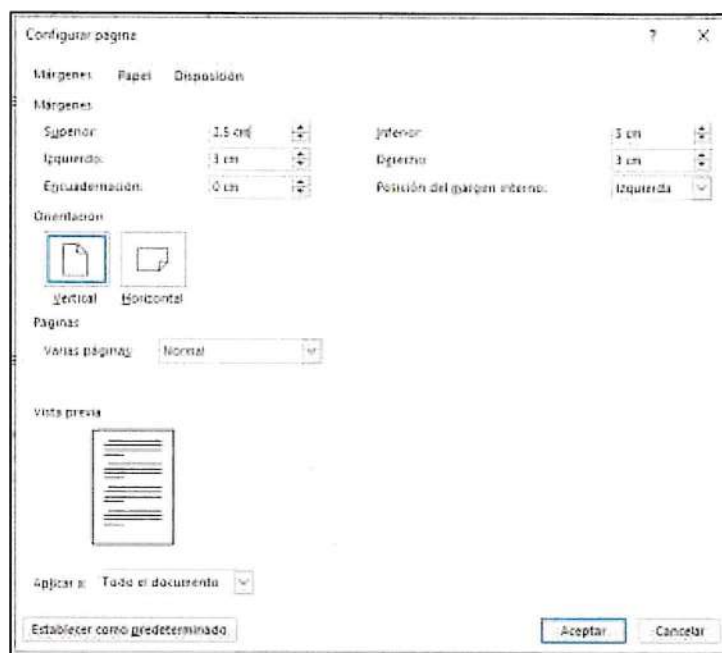 Configurar página ? X
Márgenes Papel Disposición
Márgenes
Superior: 2.5 cm Inferior: 3 cm
Izquierdo: 3 cm Derecho: 3 cm
Encuadernación: 0 cm Posición del margen interno: Izquierda
Orientación
Vertical Horizontal
Páginas
Varias páginas: Normal
Vista previa
Aplicar a: Todo el documento
Establecer como predeterminado Aceptar Cancelar